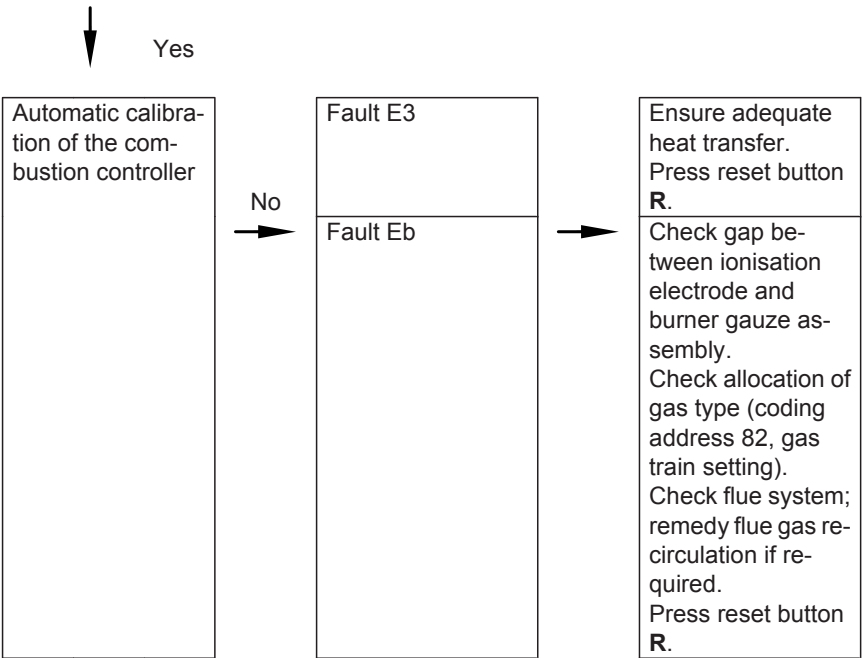 Yes
Automatic calibra-
tion of the com-
bustion controller
No
Fault E3
Ensure adequate
heat transfer.
Press reset button
R.
Fault Eb
Check gap be-
tween ionisation
electrode and
burner gauze as-
sembly.
Check allocation of
gas type (coding
address 82, gas
train setting).
Check flue system;
remedy flue gas re-
circulation if re-
quired.
Press reset button
R.